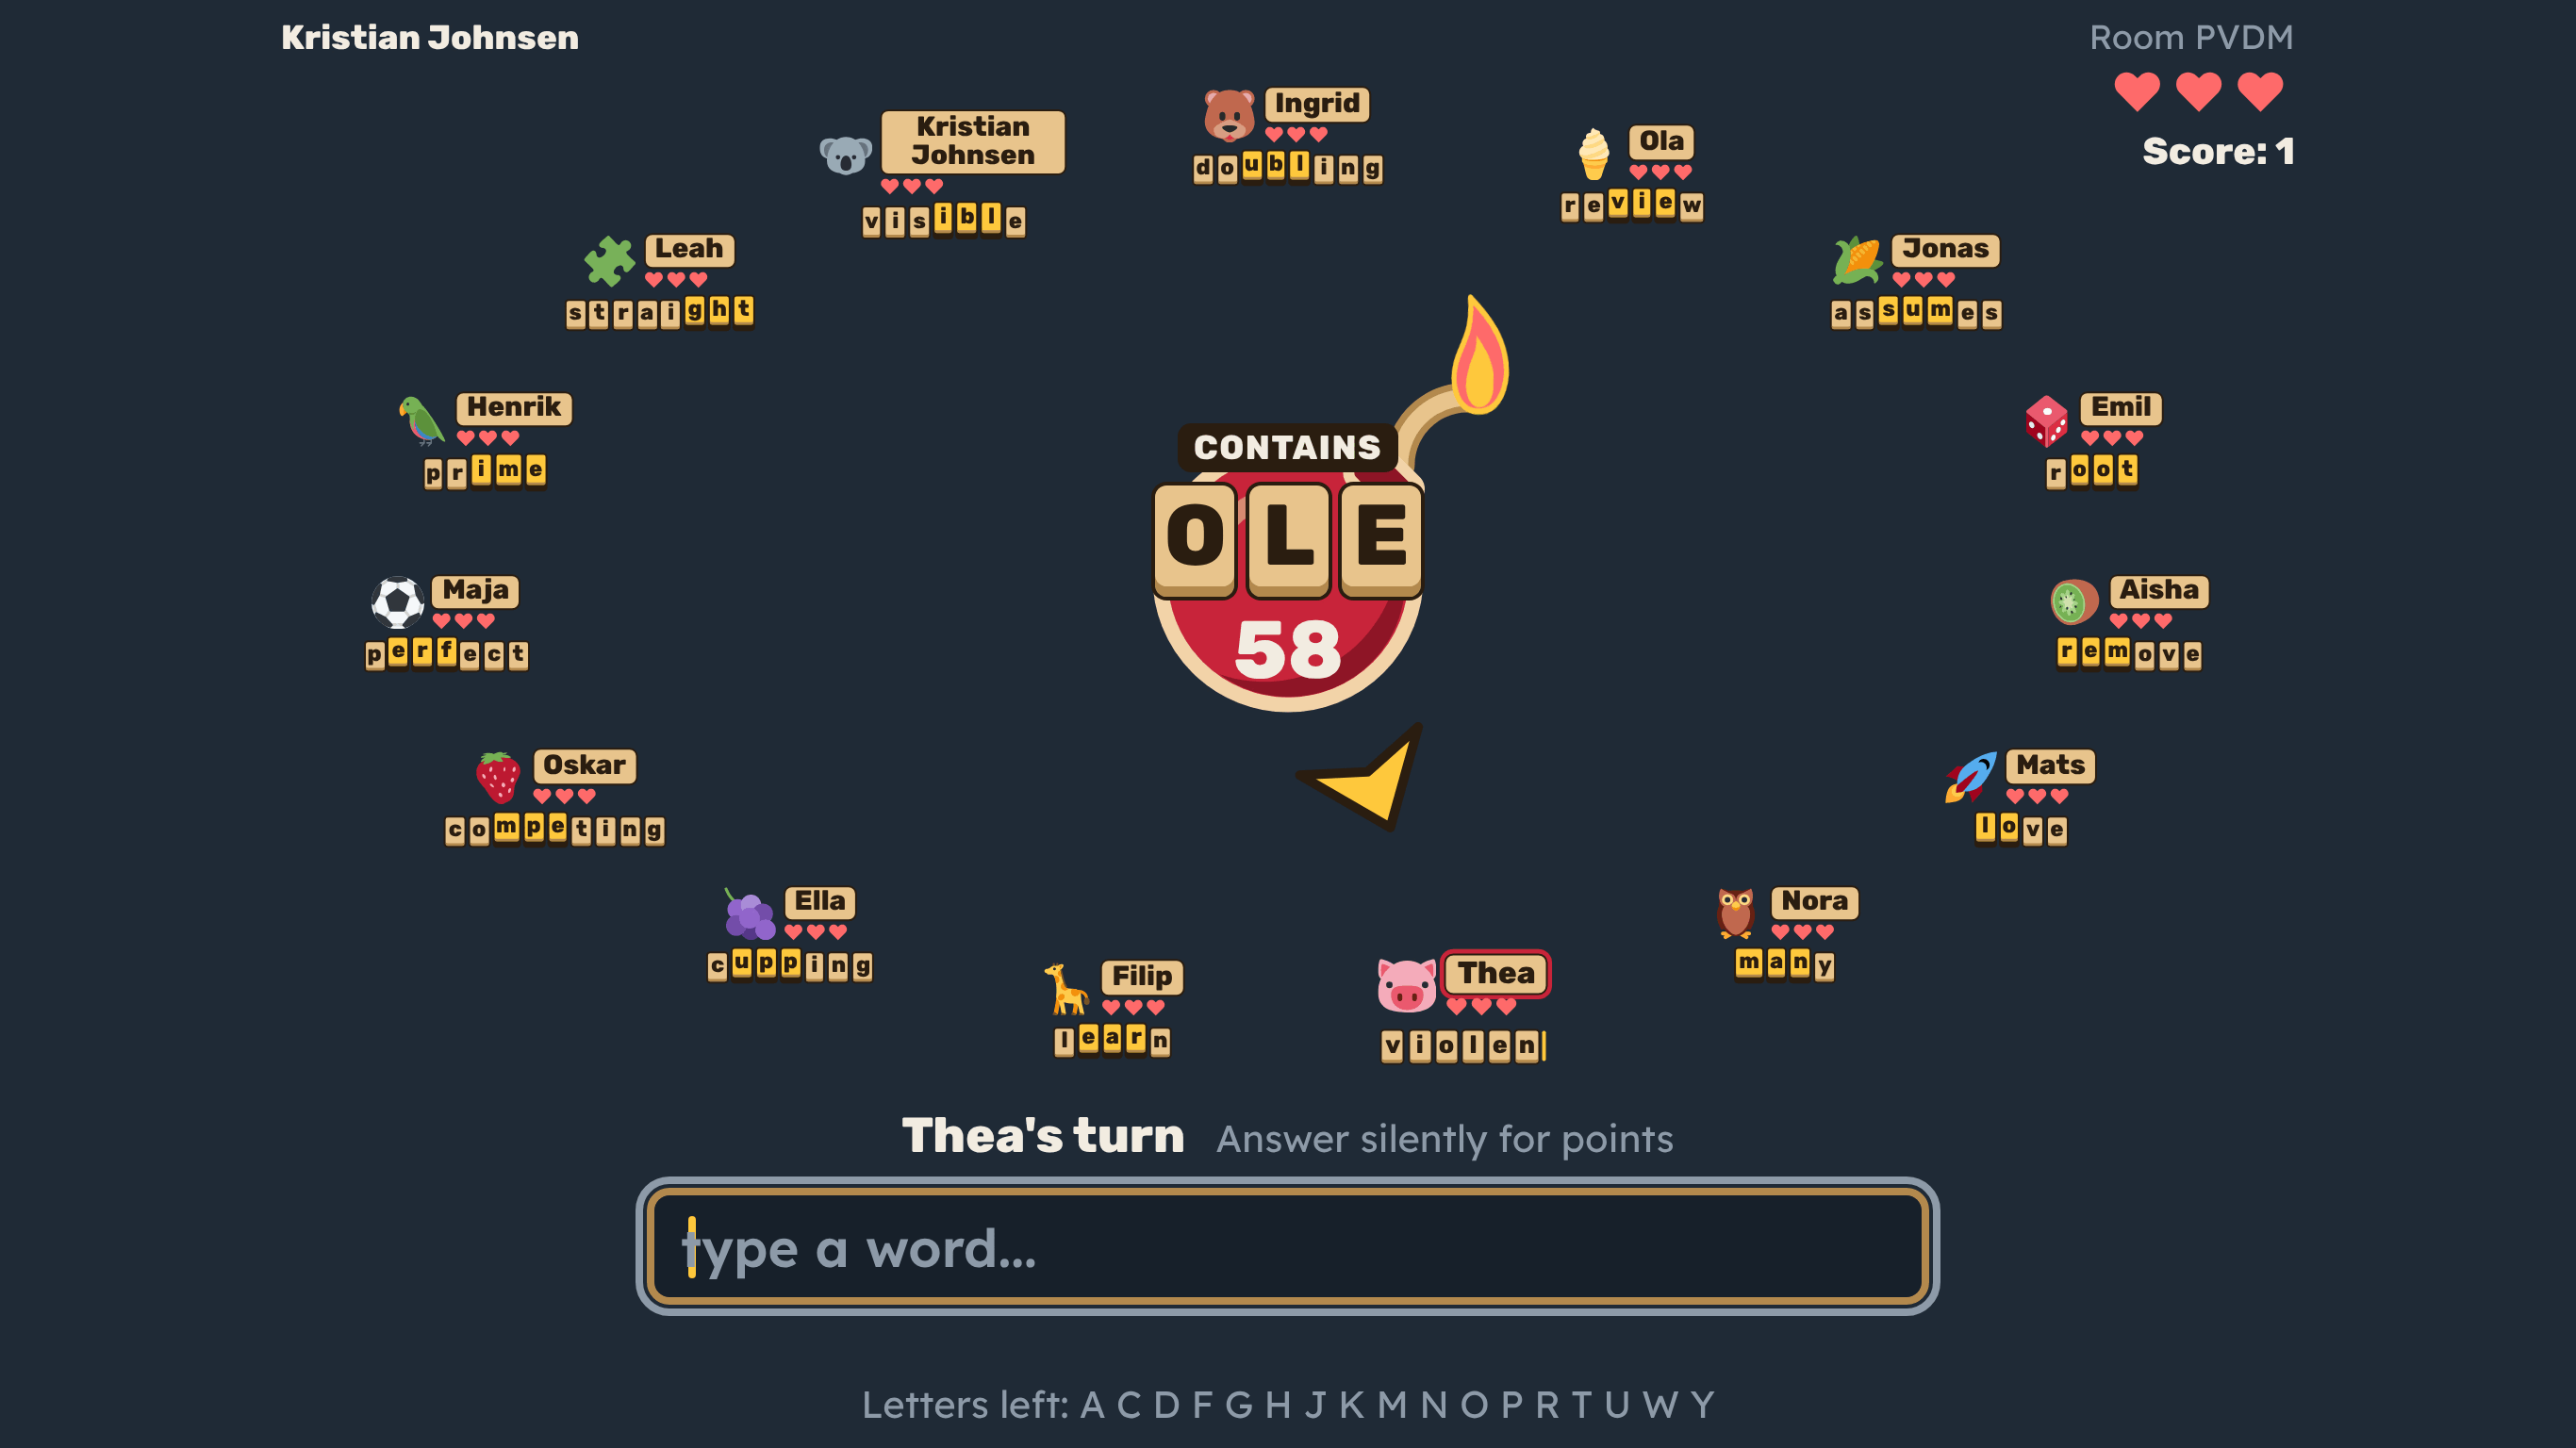 Kristian Johnsen
Room PVDM
Score: 1
Ingrid
doubling
Kristian
Johnsen
visible
Ola
review
Leah
straight
Jonas
assumes
Henrik
prime
Emil
root
CONTAINS
OLE
58
Maja
perfect
Aisha
remove
Oskar
competing
Mats
love
Ella
cupping
Nora
many
Filip
learn
Thea
violen
Thea's turn
Answer silently for points
type a word...
Letters left: A C D F G H J K M N O P R T U W Y